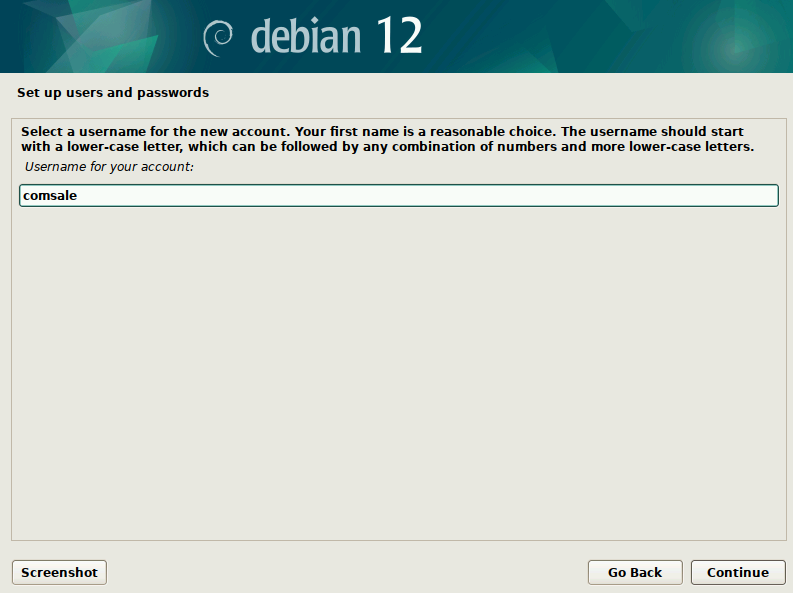 debian 12
Set up users and passwords
Select a username for the new account. Your first name is a reasonable choice. The username should start
with a lower-case letter, which can be followed by any combination of numbers and more lower-case letters.
Username for your account:
comsale
Screenshot
Go Back
Continue